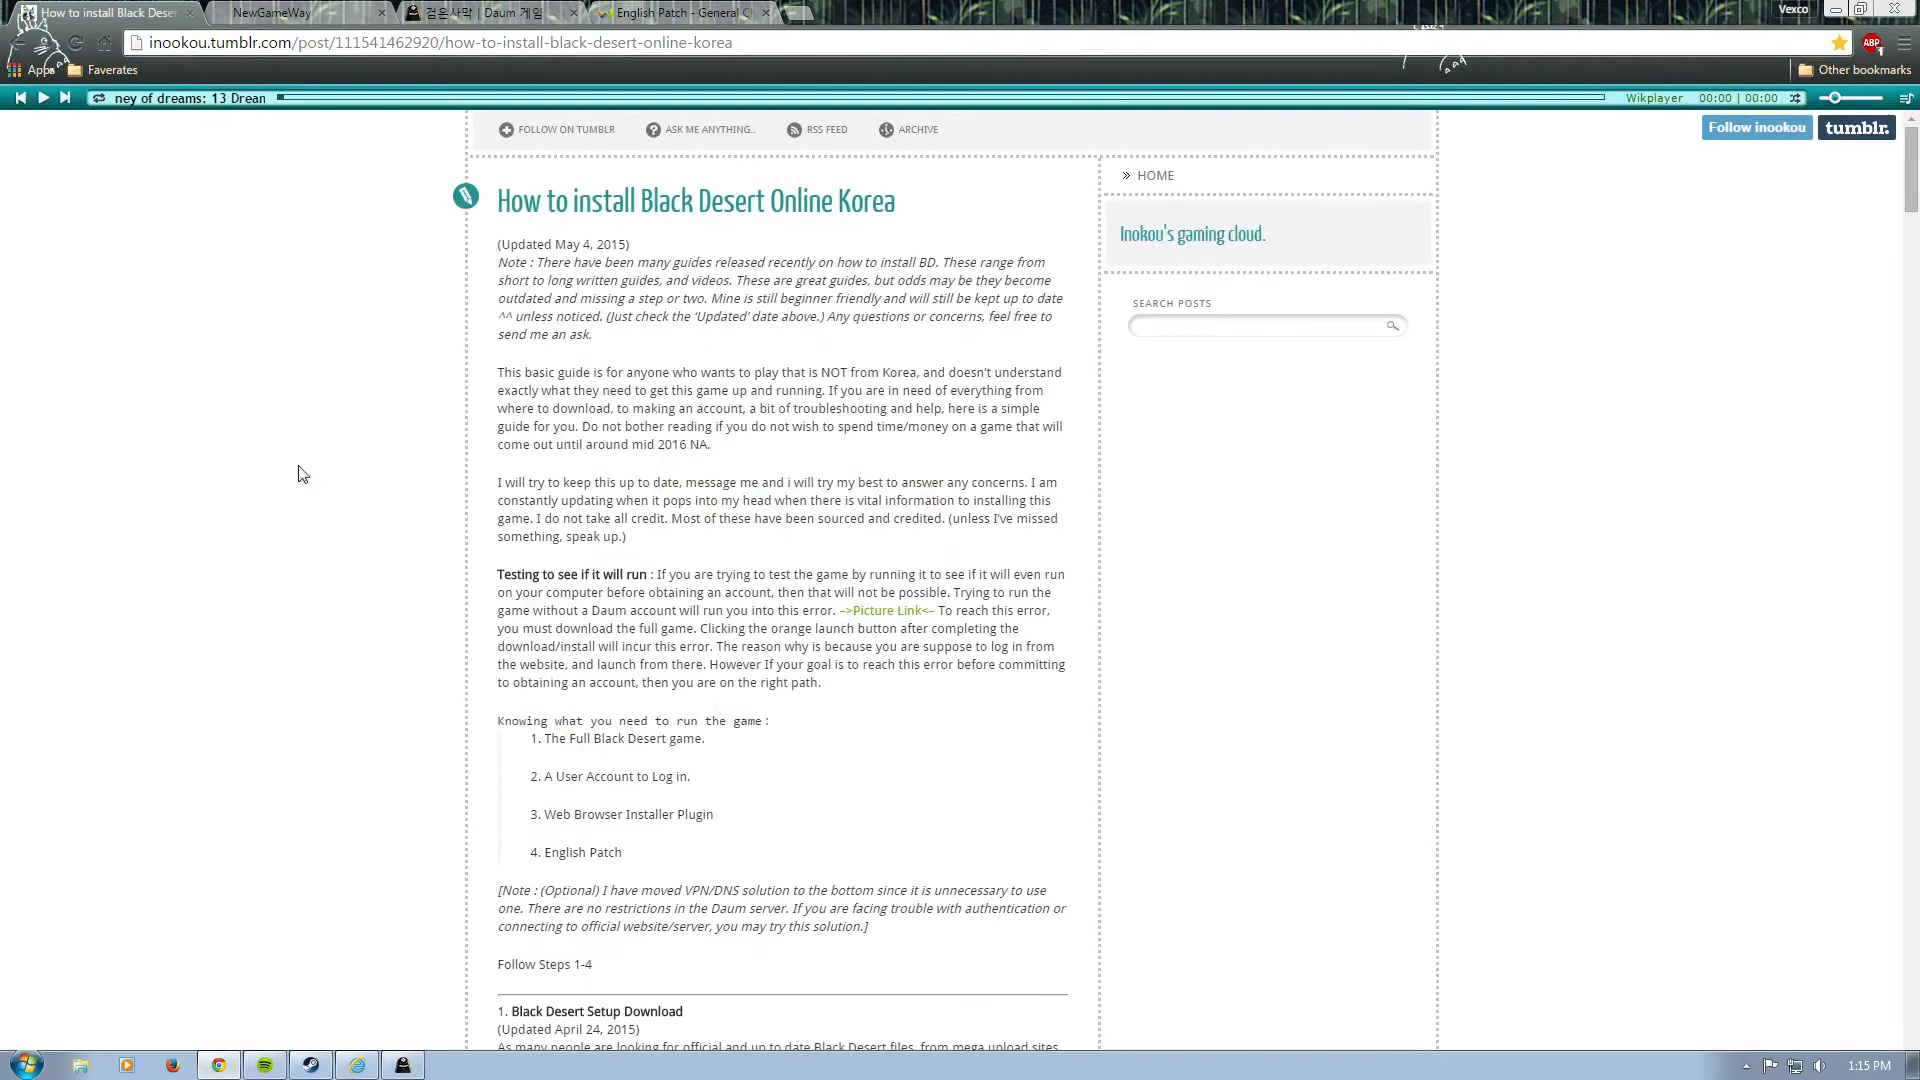 How to install Black Deser
NewGameWay
검은사막 | Daum 게임
English Patch - General C
Vexco
inookou.tumblr.com/post/111541462920/how-to-install-black-desert-online-korea
ABP
1
Apps
Faverates
Other bookmarks
ney of dreams: 13 Drean
Wikplayer
00:00 | 00:00
FOLLOW ON TUMBLR
ASK ME ANYTHING..
RSS FEED
ARCHIVE
Follow inookou
tumblr.
How to install Black Desert Online Korea
(Updated May 4, 2015)
Note : There have been many guides released recently on how to install BD. These range from
short to long written guides, and videos. These are great guides, but odds may be they become
outdated and missing a step or two. Mine is still beginner friendly and will still be kept up to date
^^ unless noticed. (Just check the ‘Updated’ date above.) Any questions or concerns, feel free to
send me an ask.
This basic guide is for anyone who wants to play that is NOT from Korea, and doesn’t understand
exactly what they need to get this game up and running. If you are in need of everything from
where to download, to making an account, a bit of troubleshooting and help, here is a simple
guide for you. Do not bother reading if you do not wish to spend time/money on a game that will
come out until around mid 2016 NA.
I will try to keep this up to date, message me and i will try my best to answer any concerns. I am
constantly updating when it pops into my head when there is vital information to installing this
game. I do not take all credit. Most of these have been sourced and credited. (unless I’ve missed
something, speak up.)
Testing to see if it will run : If you are trying to test the game by running it to see if it will even run
on your computer before obtaining an account, then that will not be possible. Trying to run the
game without a Daum account will run you into this error. –>Picture Link<– To reach this error,
you must download the full game. Clicking the orange launch button after completing the
download/install will incur this error. The reason why is because you are suppose to log in from
the website, and launch from there. However If your goal is to reach this error before committing
to obtaining an account, then you are on the right path.
Knowing what you need to run the game:
1. The Full Black Desert game.
2. A User Account to Log in.
3. Web Browser Installer Plugin
4. English Patch
[Note : (Optional) I have moved VPN/DNS solution to the bottom since it is unnecessary to use
one. There are no restrictions in the Daum server. If you are facing trouble with authentication or
connecting to official website/server, you may try this solution.]
Follow Steps 1-4
1. Black Desert Setup Download
(Updated April 24, 2015)
As many people are looking for official and up to date Black Desert files, from mega upload sites
HOME
Inokou's gaming cloud.
SEARCH POSTS
1:15 PM